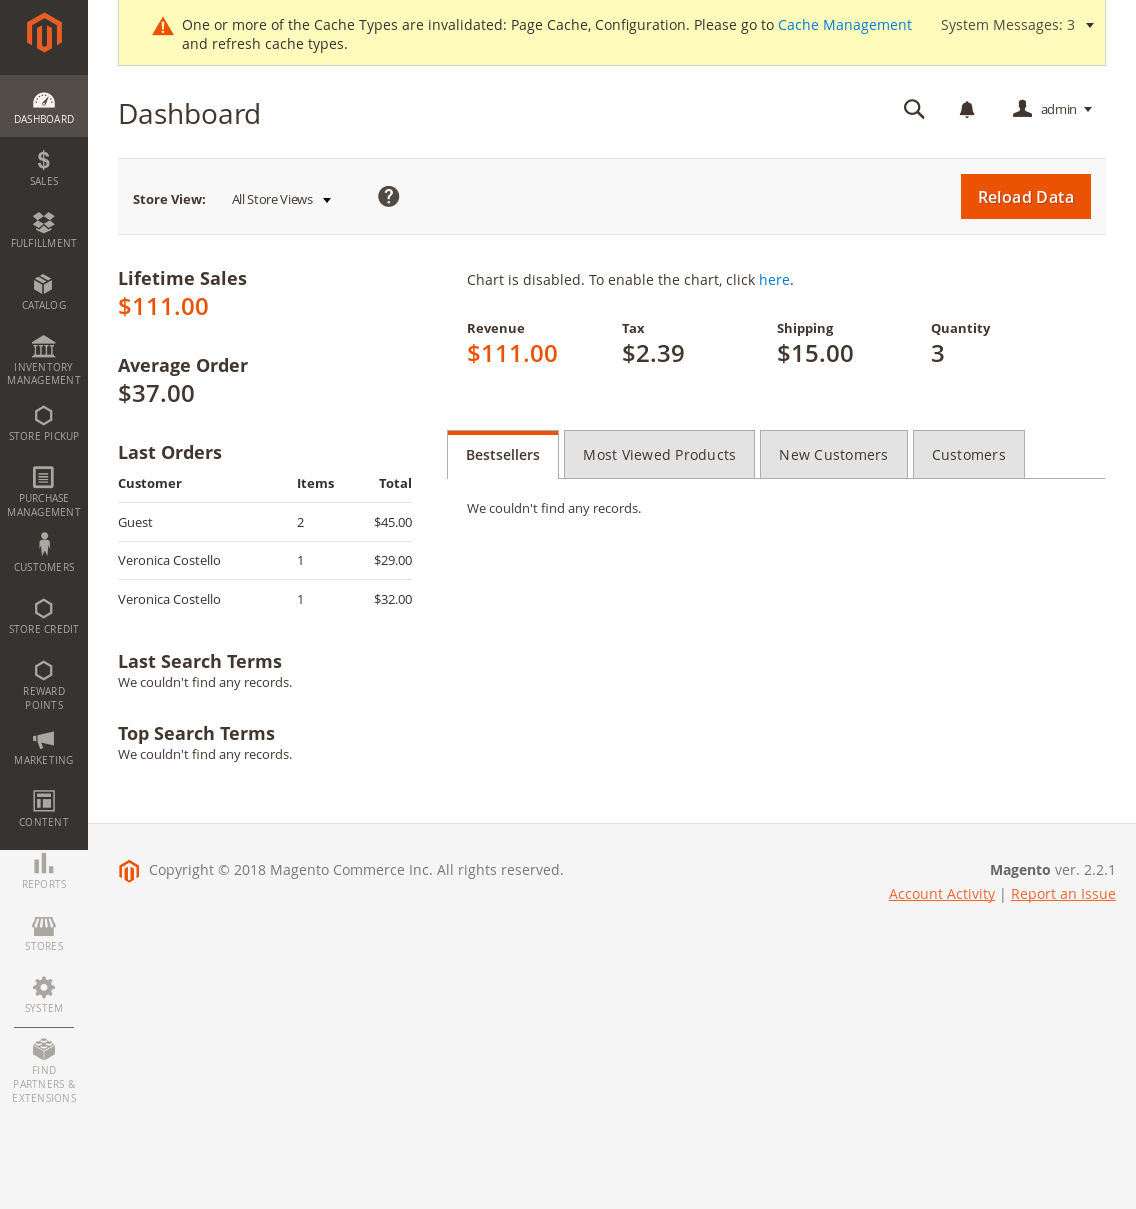 One or more of the Cache Types are invalidated: Page Cache, Configuration. Please go to Cache Management
and refresh cache types.
System Messages: 3
Dashboard
admin
Store View: All Store Views
Reload Data
DASHBOARD
SALES
FULFILLMENT
CATALOG
INVENTORY
MANAGEMENT
STORE PICKUP
PURCHASE
MANAGEMENT
CUSTOMERS
STORE CREDIT
REWARD
POINTS
MARKETING
CONTENT
REPORTS
STORES
SYSTEM
FIND
PARTNERS &
EXTENSIONS
Lifetime Sales
$111.00
Average Order
$37.00
Last Orders
Customer Items Total
Guest 2 $45.00
Veronica Costello 1 $29.00
Veronica Costello 1 $32.00
Last Search Terms
We couldn't find any records.
Top Search Terms
We couldn't find any records.
Chart is disabled. To enable the chart, click here.
Revenue Tax Shipping Quantity
$111.00 $2.39 $15.00 3
Bestsellers Most Viewed Products New Customers Customers
We couldn't find any records.
Copyright © 2018 Magento Commerce Inc. All rights reserved.
Magento ver. 2.2.1
Account Activity | Report an Issue